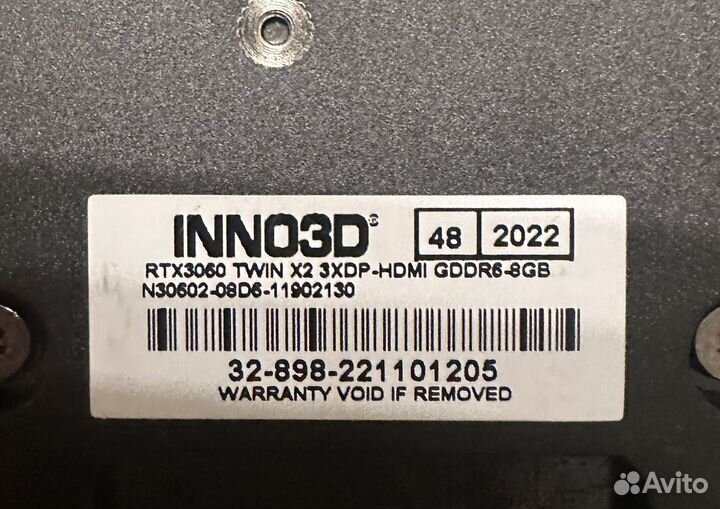 INNO3D® 48 2022
RTX3060 TWIN X2 3XDP-HDMI GDDR6-8GB
N30602-08D6-11902130
32-898-221101205
WARRANTY VOID IF REMOVED
Avito